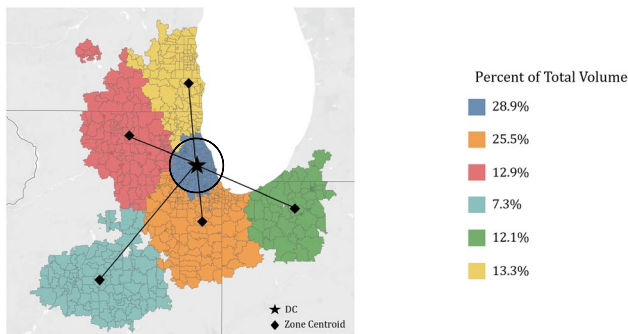 Percent of Total Volume
28.9%
25.5%
12.9%
7.3%
12.1%
13.3%
DC
Zone Centroid